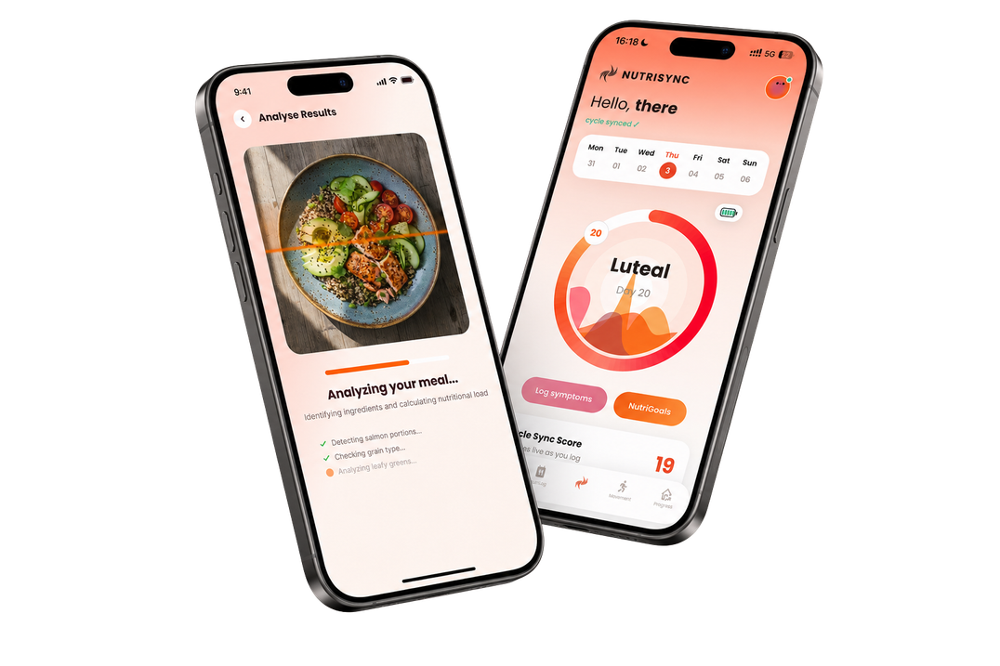 9:41
Analyse Results
Analyzing your meal...
Identifying ingredients and calculating nutritional load
Detecting salmon portions...
Checking grain type...
Analyzing leafy greens...
16:18
5G
22
NUTRISYNC
Hello, there
cycle synced
Mon Tue Wed Thu Fri Sat Sun
31 01 02 3 04 05 06
20
Luteal
Day 20
Log symptoms
NutriGoals
cle Sync Score
es live as you log
19
Movement
Progress